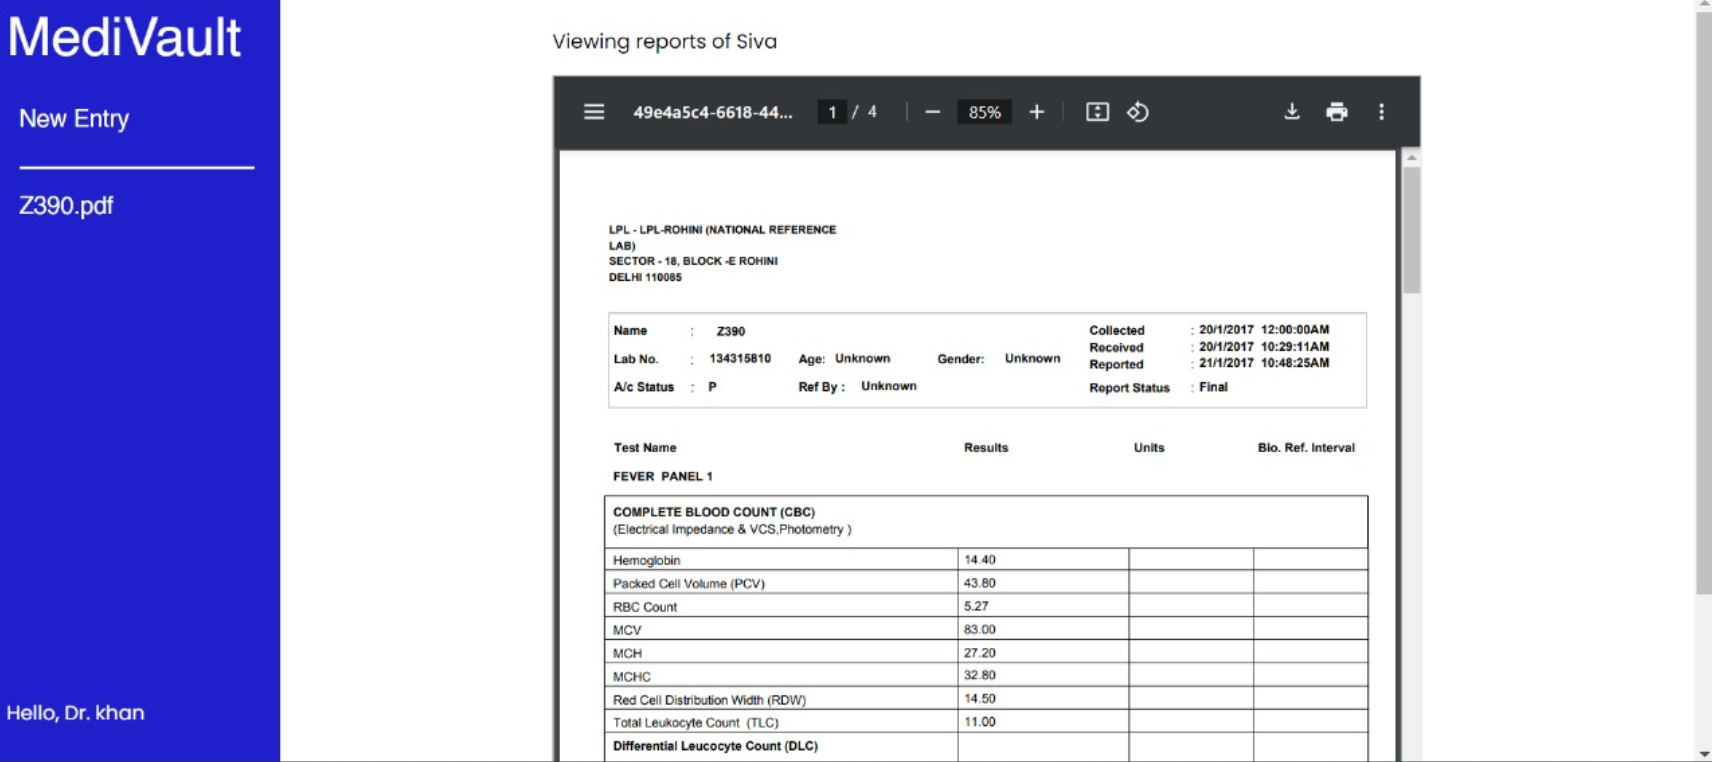 MediVault
New Entry
Z390.pdf
Hello, Dr. khan
Viewing reports of Siva
49e4a5c4-6618-44... 1 / 4 85%
LPL - LPL-ROHINI (NATIONAL REFERENCE
LAB)
SECTOR - 18, BLOCK -E ROHINI
DELHI 110085
Name : Z390 Collected : 20/1/2017 12:00:00AM
Received : 20/1/2017 10:29:11AM
Lab No. : 134315810 Age: Unknown Gender: Unknown Reported : 21/1/2017 10:48:25AM
A/c Status : P Ref By : Unknown Report Status : Final
Test Name Results Units Bio. Ref. Interval
FEVER PANEL 1
COMPLETE BLOOD COUNT (CBC)
(Electrical Impedance & VCS,Photometry )
Hemoglobin 14.40
Packed Cell Volume (PCV) 43.80
RBC Count 5.27
MCV 83.00
MCH 27.20
MCHC 32.80
Red Cell Distribution Width (RDW) 14.50
Total Leukocyte Count (TLC) 11.00
Differential Leucocyte Count (DLC)